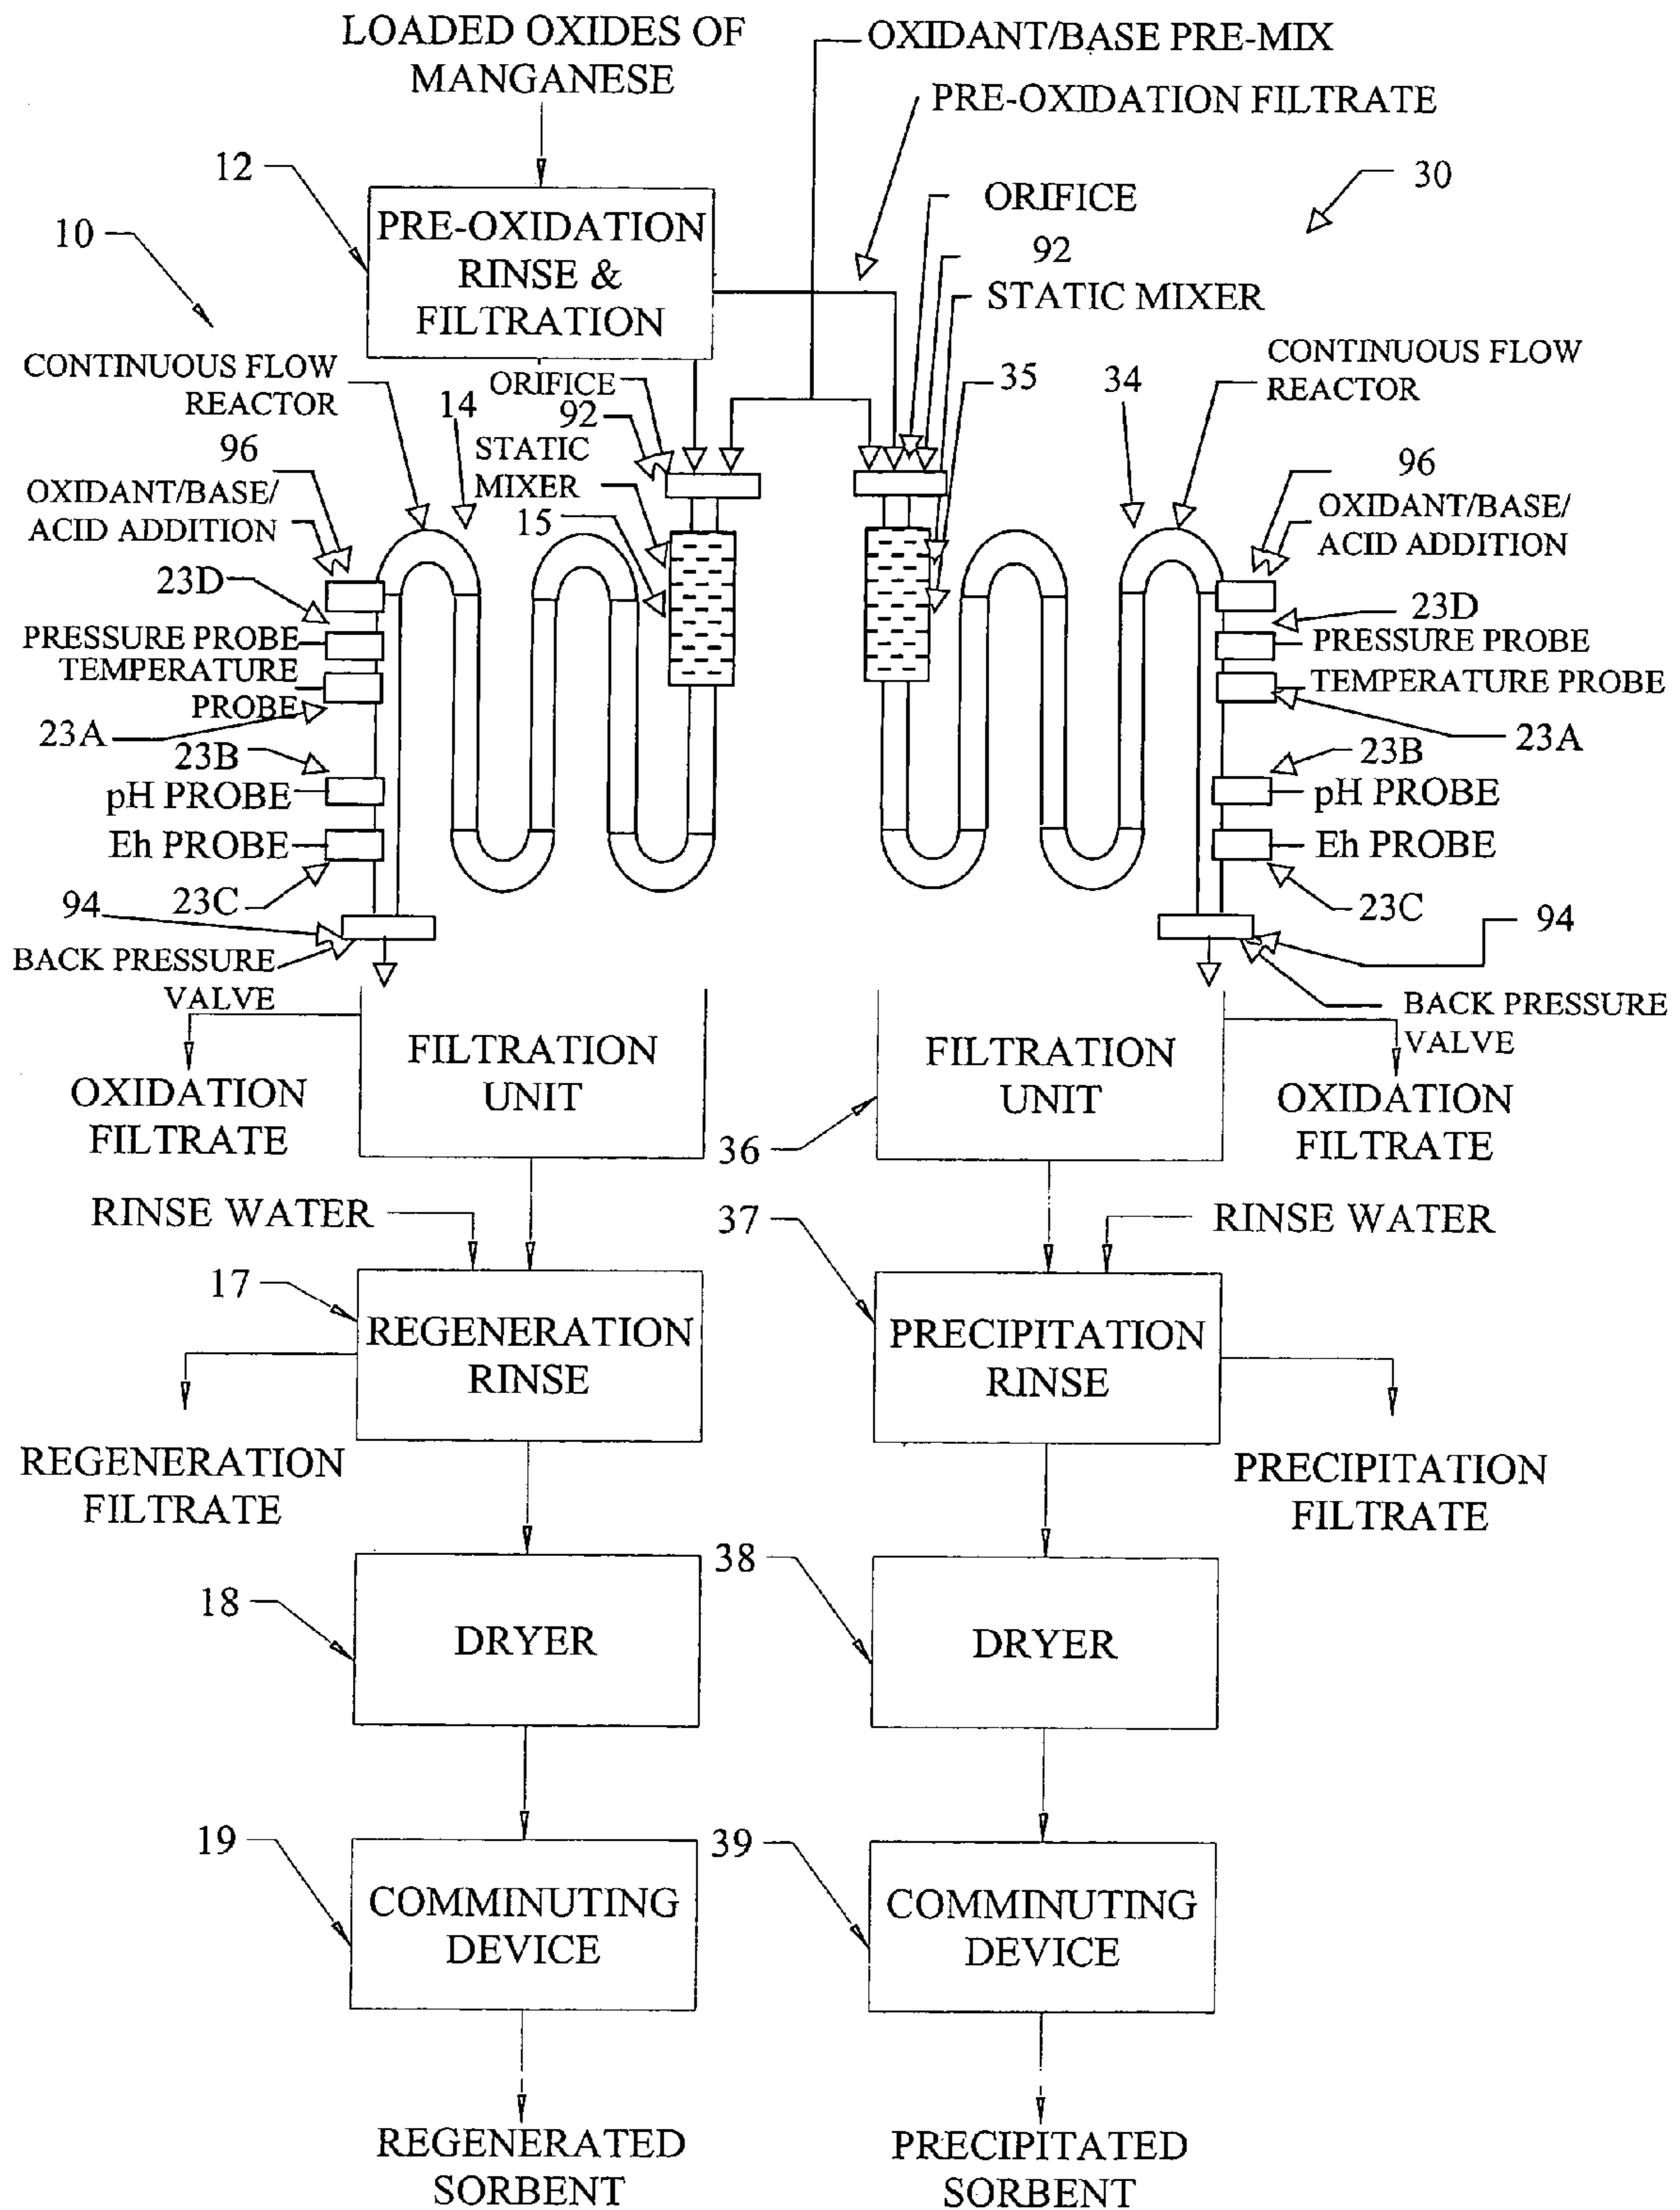 LOADED OXIDES OF
MANGANESE
OXIDANT/BASE PRE-MIX
PRE-OXIDATION FILTRATE
12
30
10
PRE-OXIDATION
RINSE &
FILTRATION
ORIFICE
92
STATIC MIXER
CONTINUOUS FLOW
REACTOR
ORIFICE
14
92
35
34
CONTINUOUS FLOW
REACTOR
96
STATIC
MIXER
15
OXIDANT/BASE/
ACID ADDITION
96
OXIDANT/BASE/
ACID ADDITION
23D
PRESSURE PROBE
TEMPERATURE
PROBE
23A
23B
pH PROBE
Eh PROBE
23C
94
BACK PRESSURE
VALVE
23D
PRESSURE PROBE
TEMPERATURE PROBE
23A
23B
pH PROBE
Eh PROBE
23C
94
BACK PRESSURE
VALVE
FILTRATION
UNIT
OXIDATION
FILTRATE
FILTRATION
UNIT
36
OXIDATION
FILTRATE
RINSE WATER
37
RINSE WATER
17
REGENERATION
RINSE
PRECIPITATION
RINSE
REGENERATION
FILTRATE
PRECIPITATION
FILTRATE
18
DRYER
38
DRYER
19
COMMINUTING
DEVICE
39
COMMINUTING
DEVICE
REGENERATED
SORBENT
PRECIPITATED
SORBENT